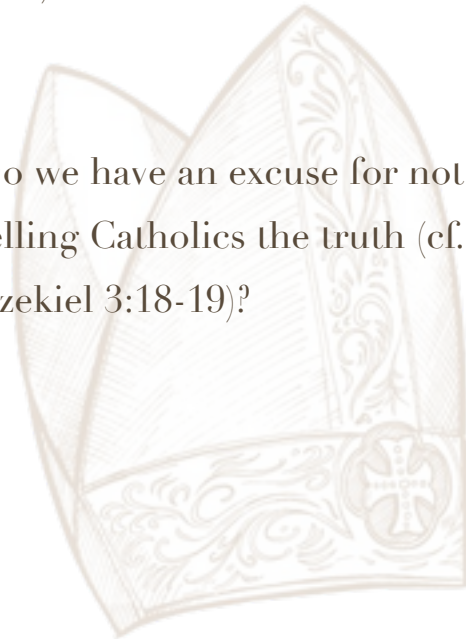 o we have an excuse for not
elling Catholics the truth (cf.
zekiel 3:18-19)?